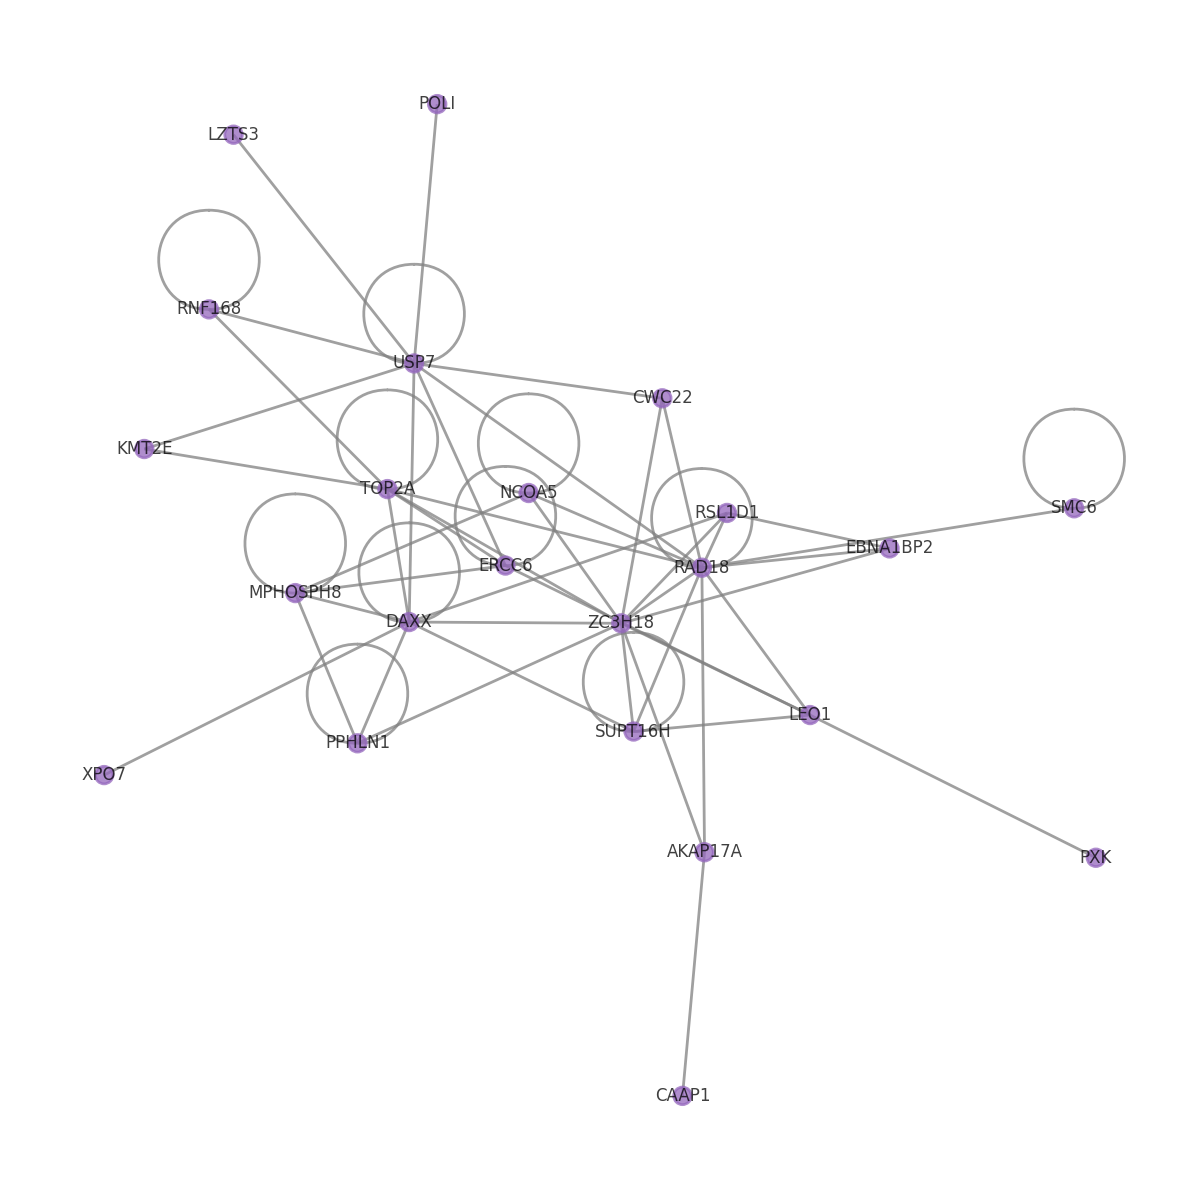 POLI
LZTS3
RNF168
USP7
CWC22
KMT2E
TOP2A
NCOA5
RSL1D1
SMC6
EBNA1BP2
ERCC6
RAD18
MPHOSPH8
DAXX
ZC3H18
LEO1
SUPT16H
PPHLN1
XPO7
AKAP17A
PXK
CAAP1